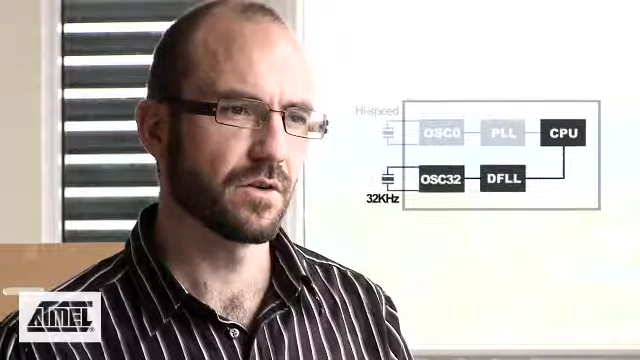 Hi-speed
OSC0 PLL CPU
OSC32 DFLL
32KHz
ATMEL®